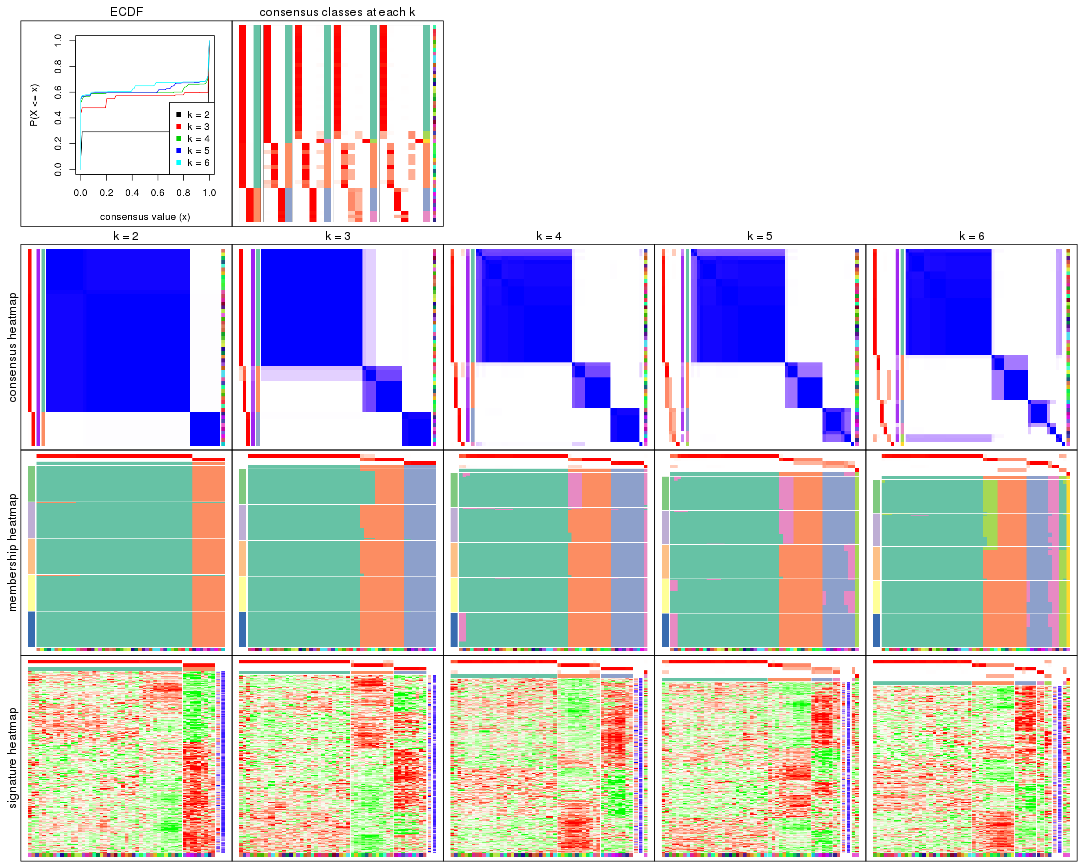 ECDF
consensus classes at each k
P(X <= x)
0.0 0.2 0.4 0.6 0.8 1.0
k = 2
k = 3
k = 4
k = 5
k = 6
0.0 0.2 0.4 0.6 0.8 1.0
consensus value (x)
k = 2 k = 3 k = 4 k = 5 k = 6
consensus heatmap
membership heatmap
signature heatmap